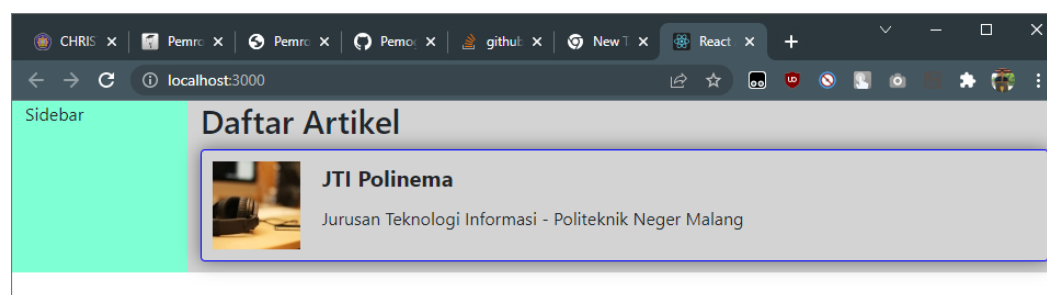 CHRIS
Pemro
Pemro
Pemog
github
New T
React
localhost:3000
Sidebar
Daftar Artikel
JTI Polinema
Jurusan Teknologi Informasi - Politeknik Neger Malang